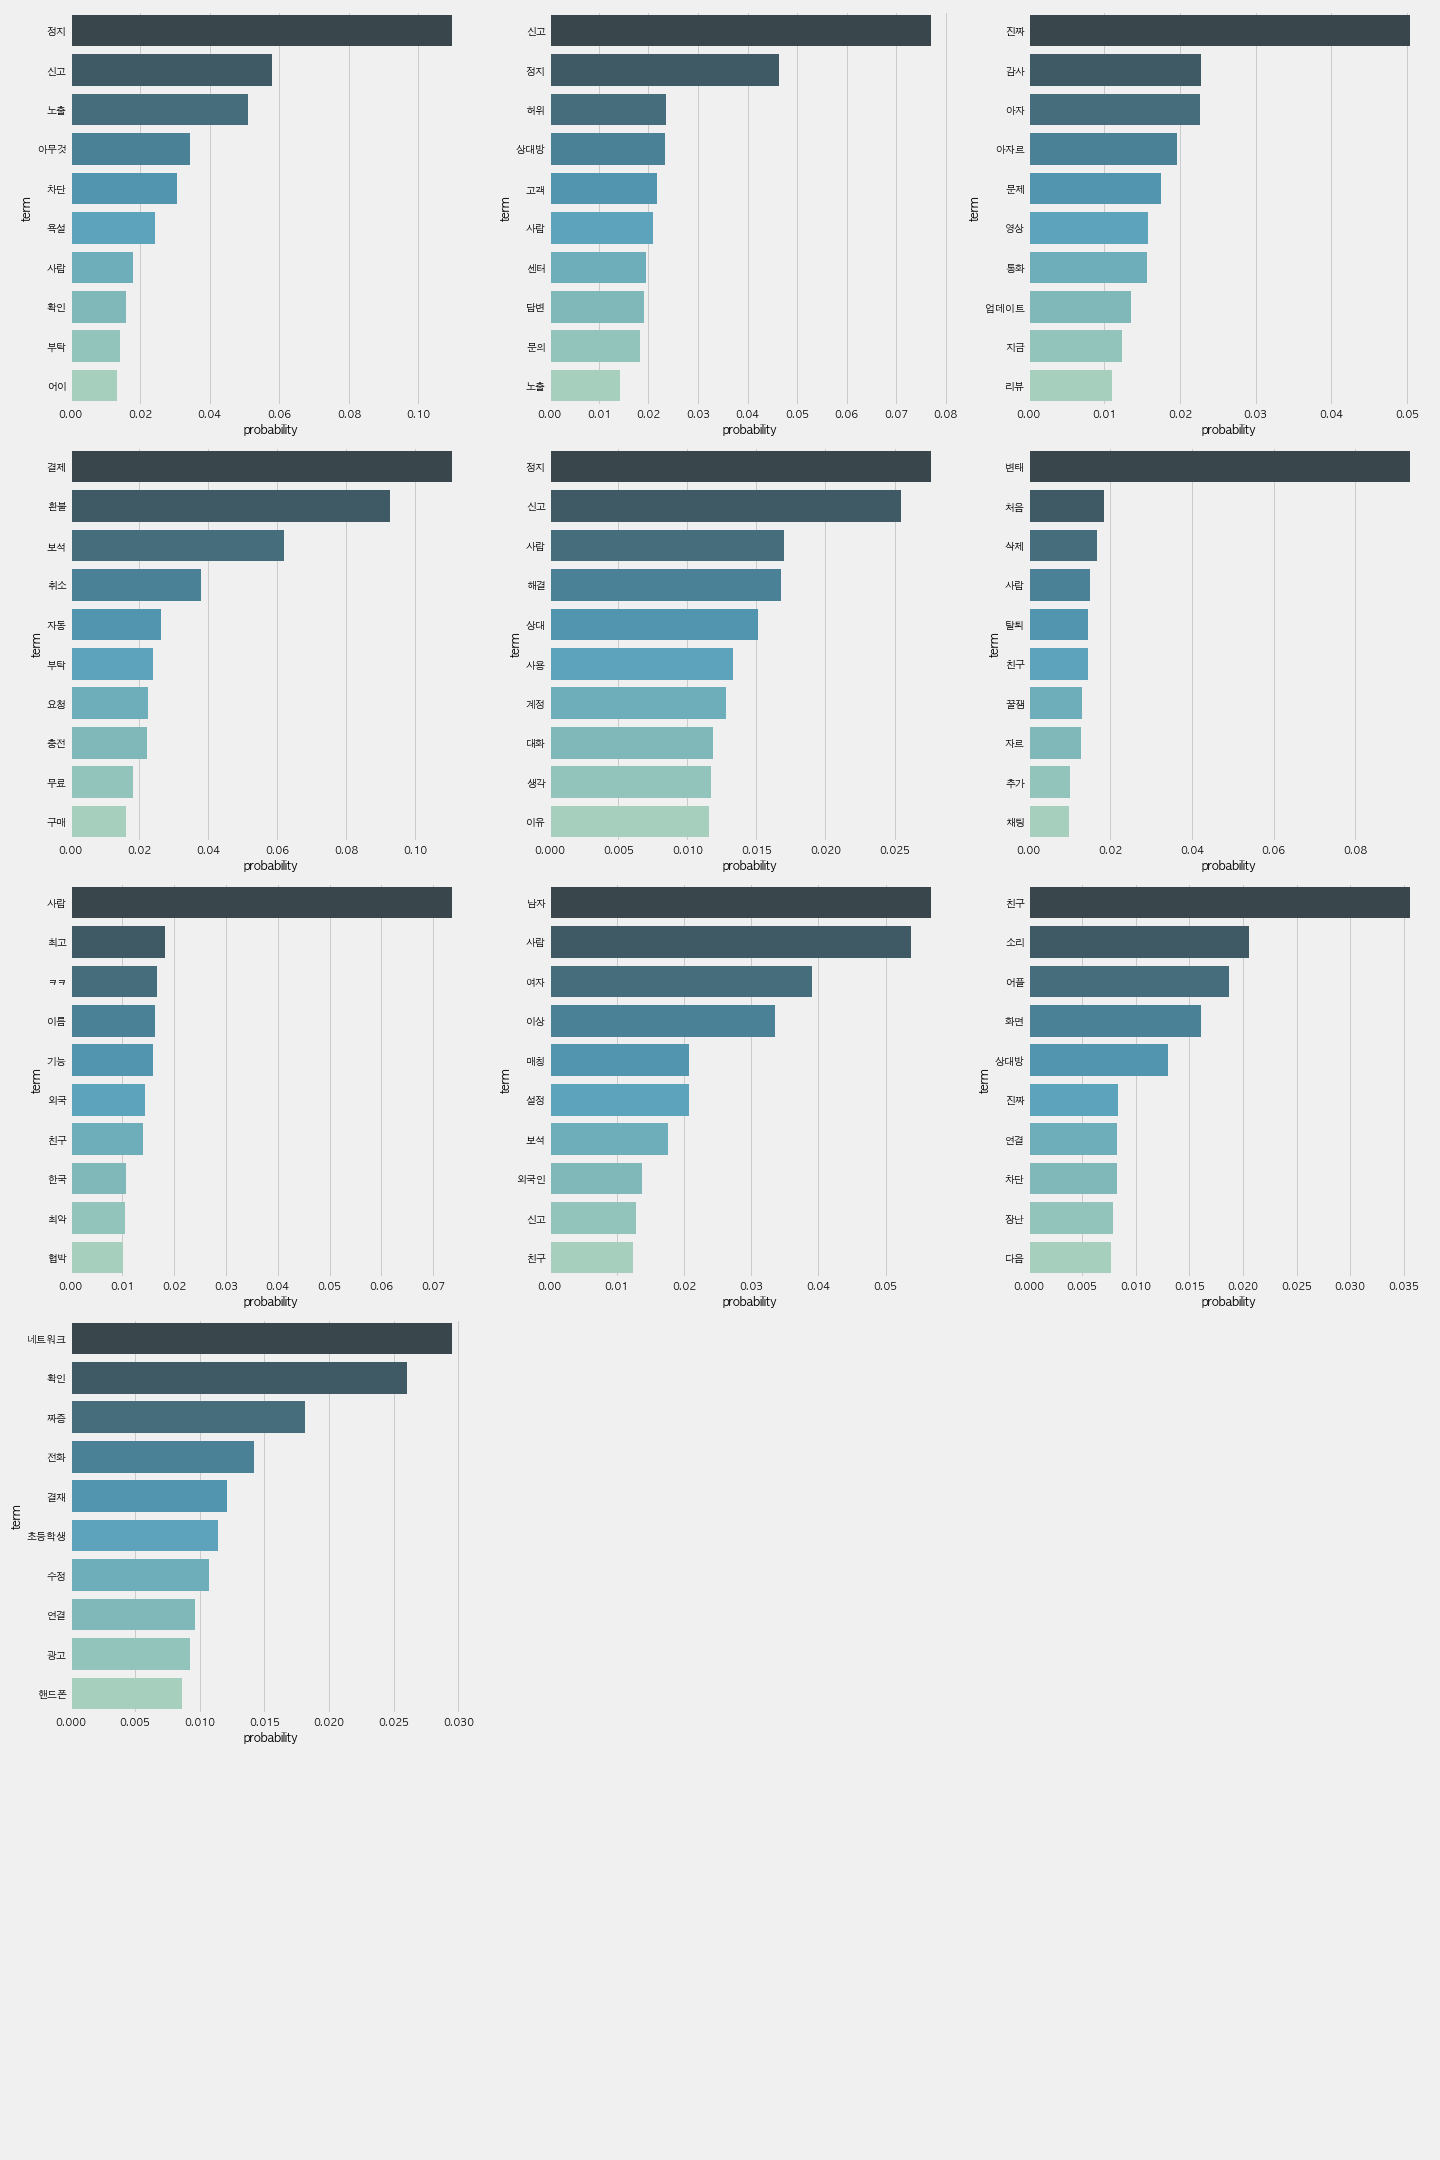 정지
신고
노출
아무것
차단
욕설
사람
확인
부탁
어이
term
0.00 0.02 0.04 0.06 0.08 0.10
probability
신고
정지
허위
상대방
고객
사람
센터
답변
문의
노출
term
0.00 0.01 0.02 0.03 0.04 0.05 0.06 0.07 0.08
probability
진짜
감사
아자
아자르
문제
영상
통화
업데이트
지금
리뷰
term
0.00 0.01 0.02 0.03 0.04 0.05
probability
결제
환불
보석
취소
자동
부탁
요청
충전
무료
구매
term
0.00 0.02 0.04 0.06 0.08 0.10
probability
정지
신고
사람
해결
상대
사용
계정
대화
생각
이유
term
0.000 0.005 0.010 0.015 0.020 0.025
probability
변태
처음
삭제
사람
탈퇴
친구
꿀잼
자르
추가
채팅
term
0.00 0.02 0.04 0.06 0.08
probability
사람
최고
ㅋㅋ
이름
기능
외국
친구
한국
최악
협박
term
0.00 0.01 0.02 0.03 0.04 0.05 0.06 0.07
probability
남자
사람
여자
이상
매칭
설정
보석
외국인
신고
친구
term
0.00 0.01 0.02 0.03 0.04 0.05
probability
친구
소리
어플
화면
상대방
진짜
연결
차단
장난
다음
term
0.000 0.005 0.010 0.015 0.020 0.025 0.030 0.035
probability
네트워크
확인
짜증
전화
결재
초등학생
수정
연결
광고
핸드폰
term
0.000 0.005 0.010 0.015 0.020 0.025 0.030
probability